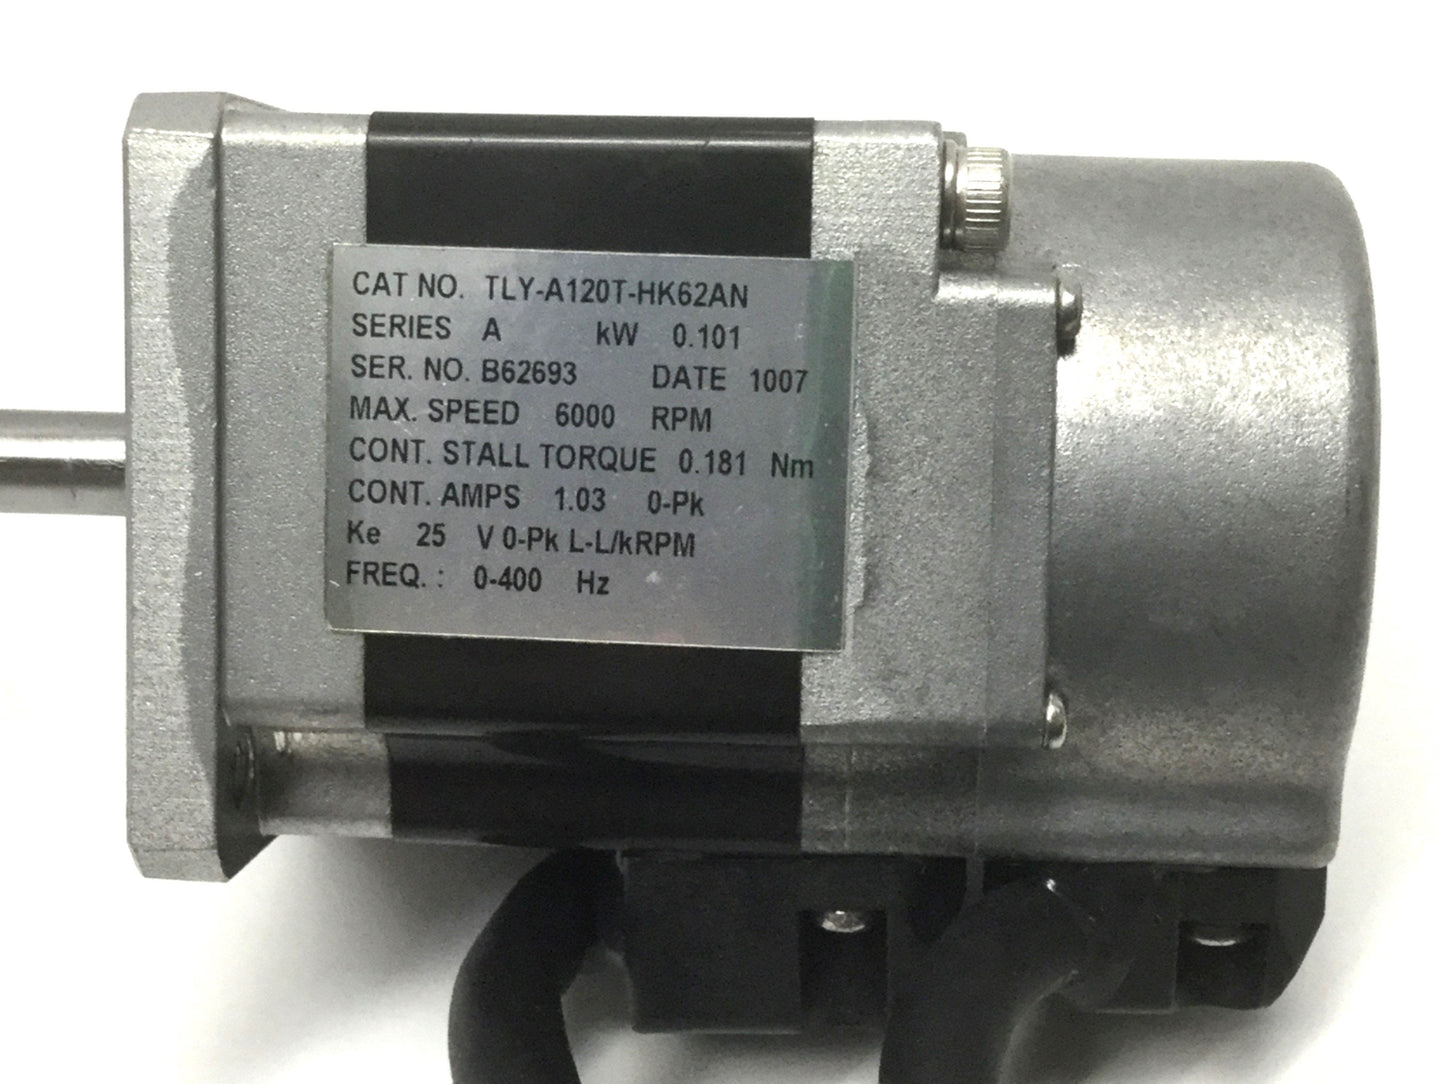 CAT NO. TLY-A120T-HK62AN
SERIES A kW 0.101
SER. NO. B62693 DATE 1007
MAX. SPEED 6000 RPM
CONT. STALL TORQUE 0.181 Nm
CONT. AMPS 1.03 0-Pk
Ke 25 V 0-Pk L-L/kRPM
FREQ. : 0-400 Hz